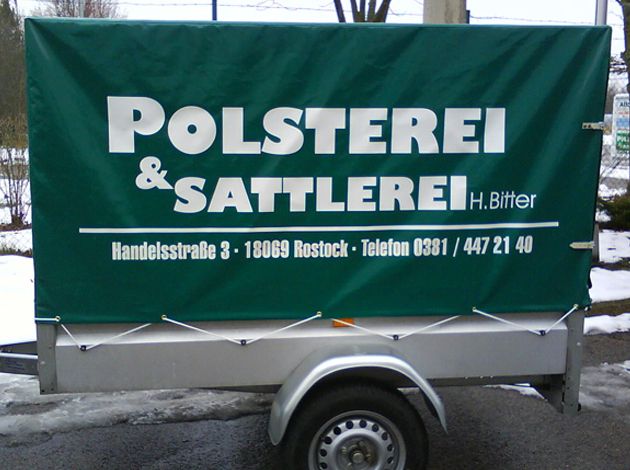 POLSTEREI
& SATTLEREI H.Bitter
Handelsstraße 3 · 18069 Rostock · Telefon 0381 / 447 21 40